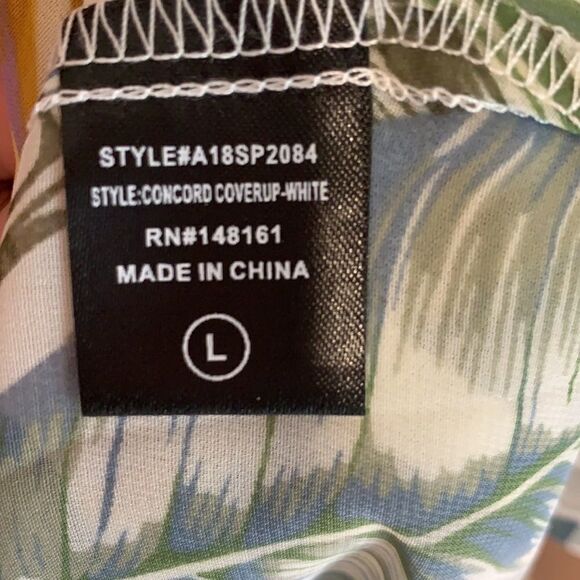 STYLE#A18SP2084
STYLE:CONCORD COVERUP-WHITE
RN#148161
MADE IN CHINA
L